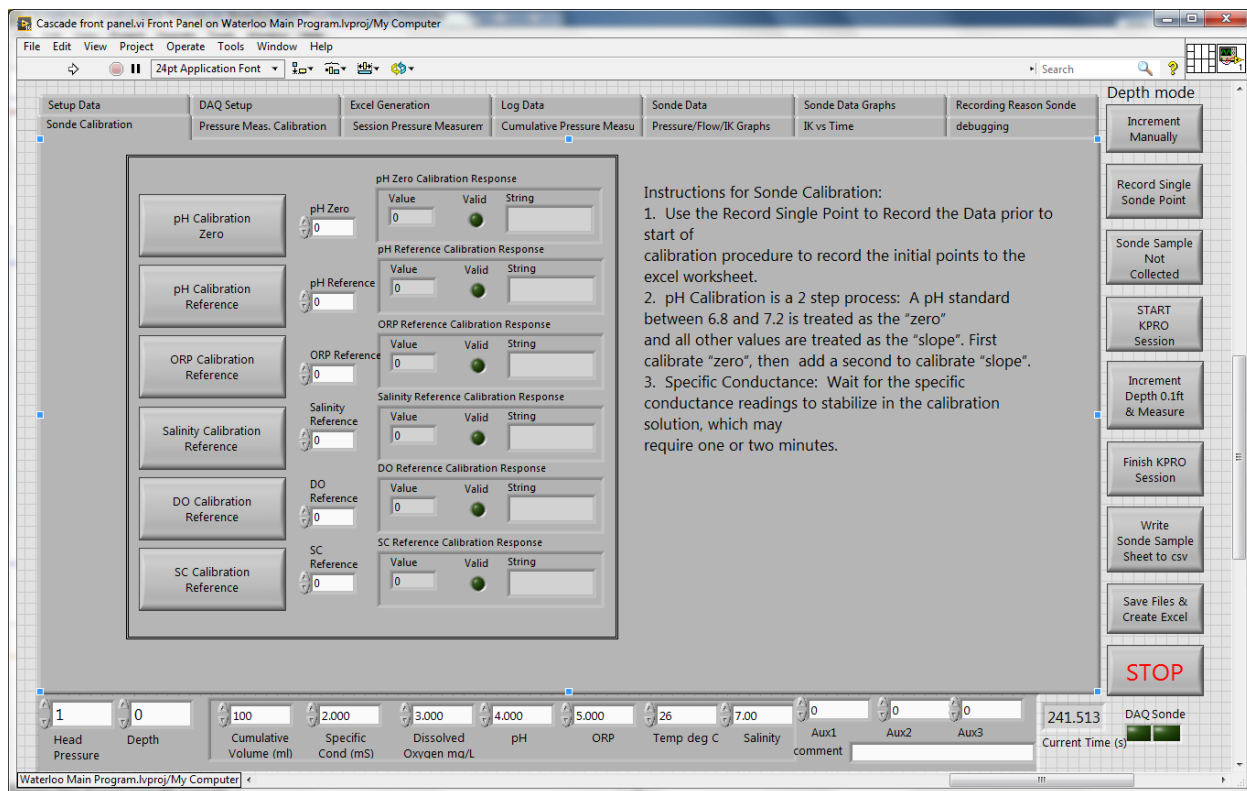 Cascade front panel.vi Front Panel on Waterloo Main Program.lvproj/My Computer
File Edit View Project Operate Tools Window Help
24pt Application Font
Search
1
Setup Data DAQ Setup Excel Generation Log Data Sonde Data Sonde Data Graphs Recording Reason Sonde
Sonde Calibration Pressure Meas. Calibration Session Pressure Measurem Cumulative Pressure Measu Pressure/Flow/IK Graphs IK vs Time debugging
Depth mode
Increment
Manually
Record Single
Sonde Point
Sonde Sample
Not
Collected
START
KPRO
Session
Increment
Depth 0.1ft
& Measure
Finish KPRO
Session
Write
Sonde Sample
Sheet to csv
Save Files &
Create Excel
STOP
DAQ Sonde
pH Calibration
Zero
pH Zero
0
pH Zero Calibration Response
Value Valid String
0
pH Calibration
Reference
pH Reference
0
pH Reference Calibration Response
Value Valid String
0
ORP Calibration
Reference
ORP Reference
0
ORP Reference Calibration Response
Value Valid String
0
Salinity Calibration
Reference
Salinity
Reference
0
Salinity Reference Calibration Response
Value Valid String
0
DO Calibration
Reference
DO
Reference
0
DO Reference Calibration Response
Value Valid String
0
SC Calibration
Reference
SC
Reference
0
SC Reference Calibration Response
Value Valid String
0
Instructions for Sonde Calibration:
1. Use the Record Single Point to Record the Data prior to
start of
calibration procedure to record the initial points to the
excel worksheet.
2. pH Calibration is a 2 step process: A pH standard
between 6.8 and 7.2 is treated as the "zero"
and all other values are treated as the "slope". First
calibrate "zero", then add a second to calibrate "slope".
3. Specific Conductance: Wait for the specific
conductance readings to stabilize in the calibration
solution, which may
require one or two minutes.
1 0 100 2.000 3.000 4.000 5.000 26 7.00 0 0 0 241.513
Head
Pressure
Depth
Cumulative
Volume (ml)
Specific
Cond (mS)
Dissolved
Oxygen mg/L
pH
ORP
Temp deg C
Salinity
Aux1 Aux2 Aux3
comment
Current Time (s)
Waterloo Main Program.lvproj/My Computer